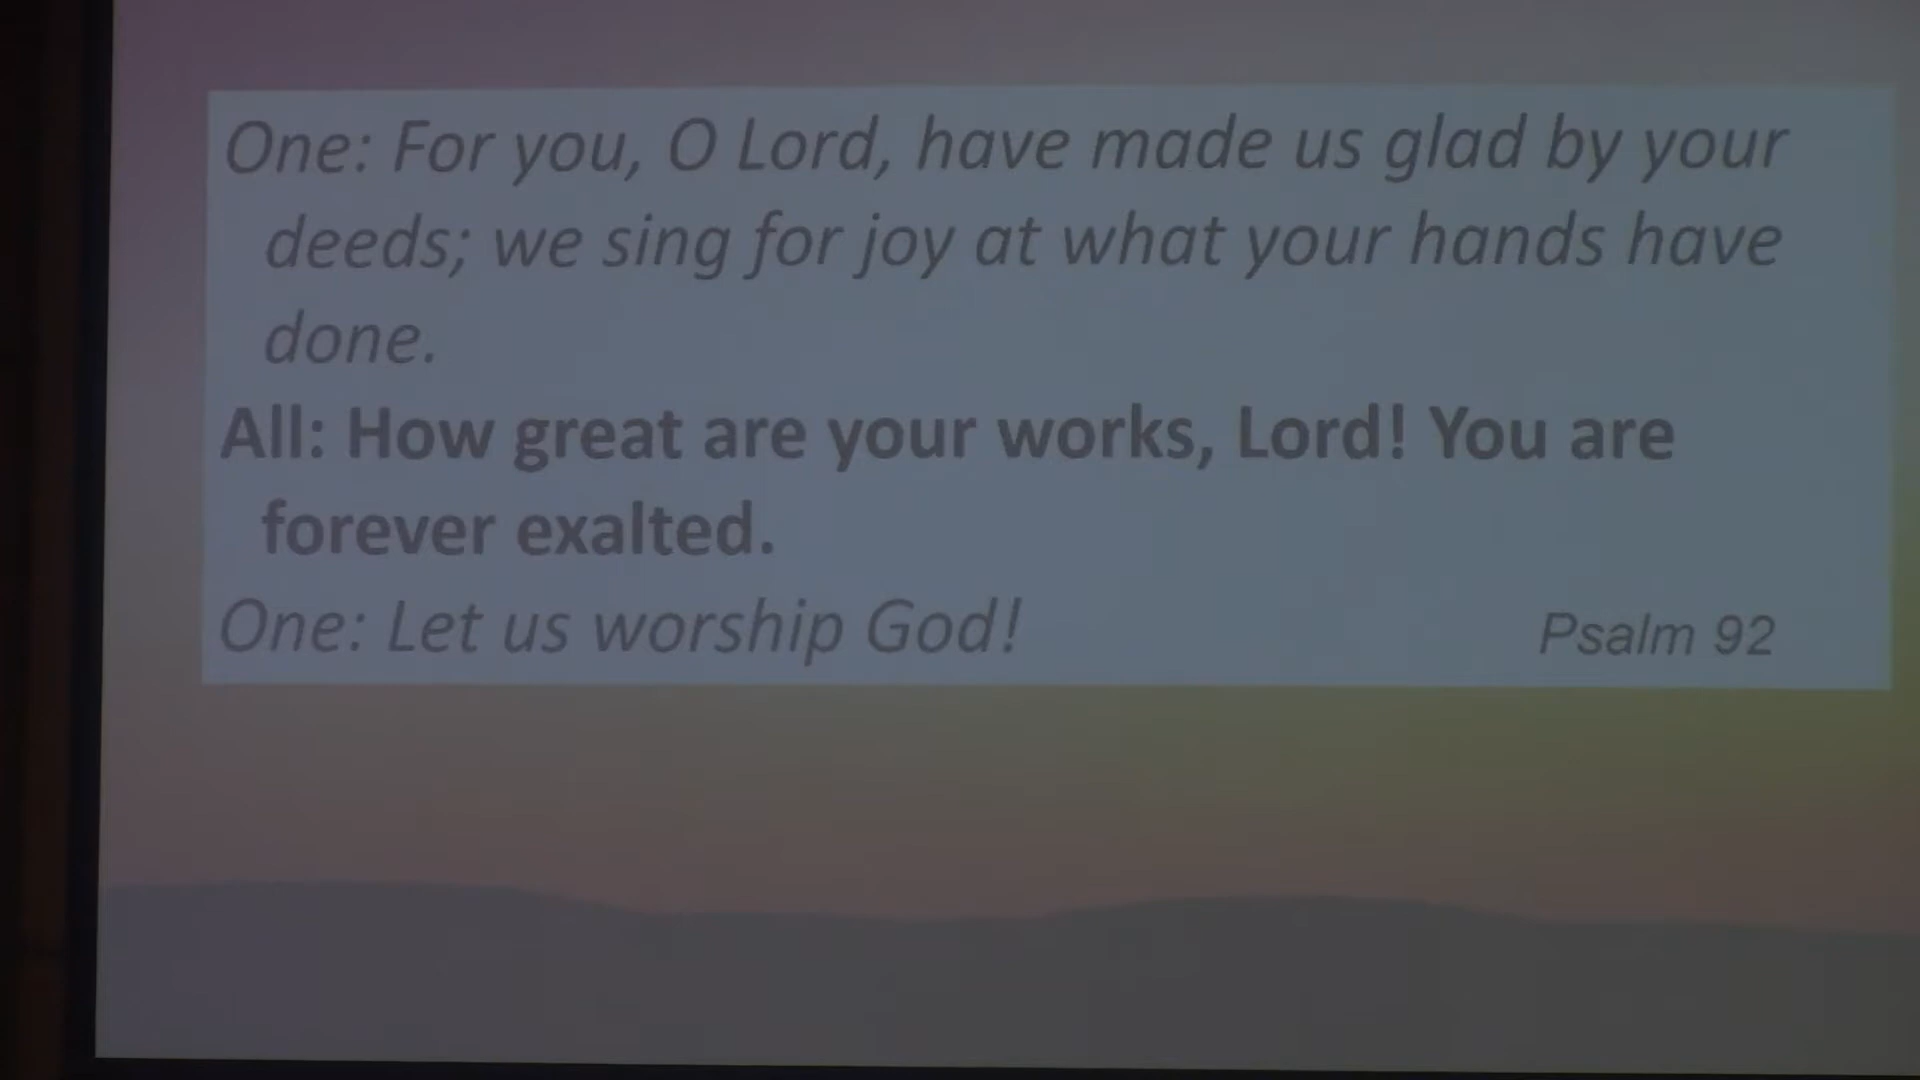 One: For you, O Lord, have made us glad by your
deeds; we sing for joy at what your hands have
done.
All: How great are your works, Lord! You are
forever exalted.
One: Let us worship God!
Psalm 92